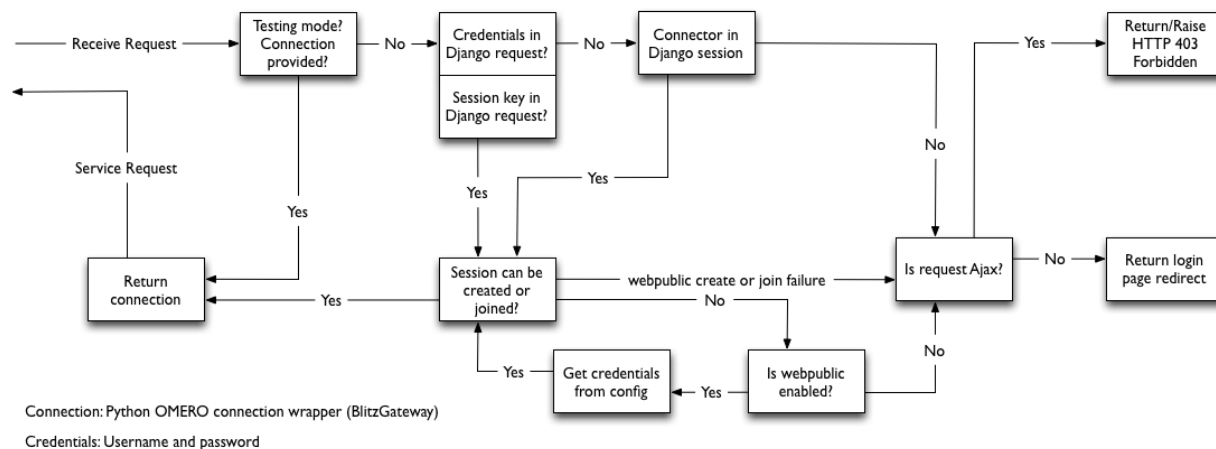 Receive Request
Testing mode?
Connection
provided?
No
Credentials in
Django request?
Session key in
Django request?
No
Connector in
Django session
Yes
Return/Raise
HTTP 403
Forbidden
No
Service Request
Yes
Yes
Yes
Return
connection
Yes
Session can be
created or
joined?
webpublic create or join failure
No
Is request Ajax?
No
Return login
page redirect
Yes
Get credentials
from config
Yes
Is webpublic
enabled?
No
Connection: Python OMERO connection wrapper (BlitzGateway)
Credentials: Username and password